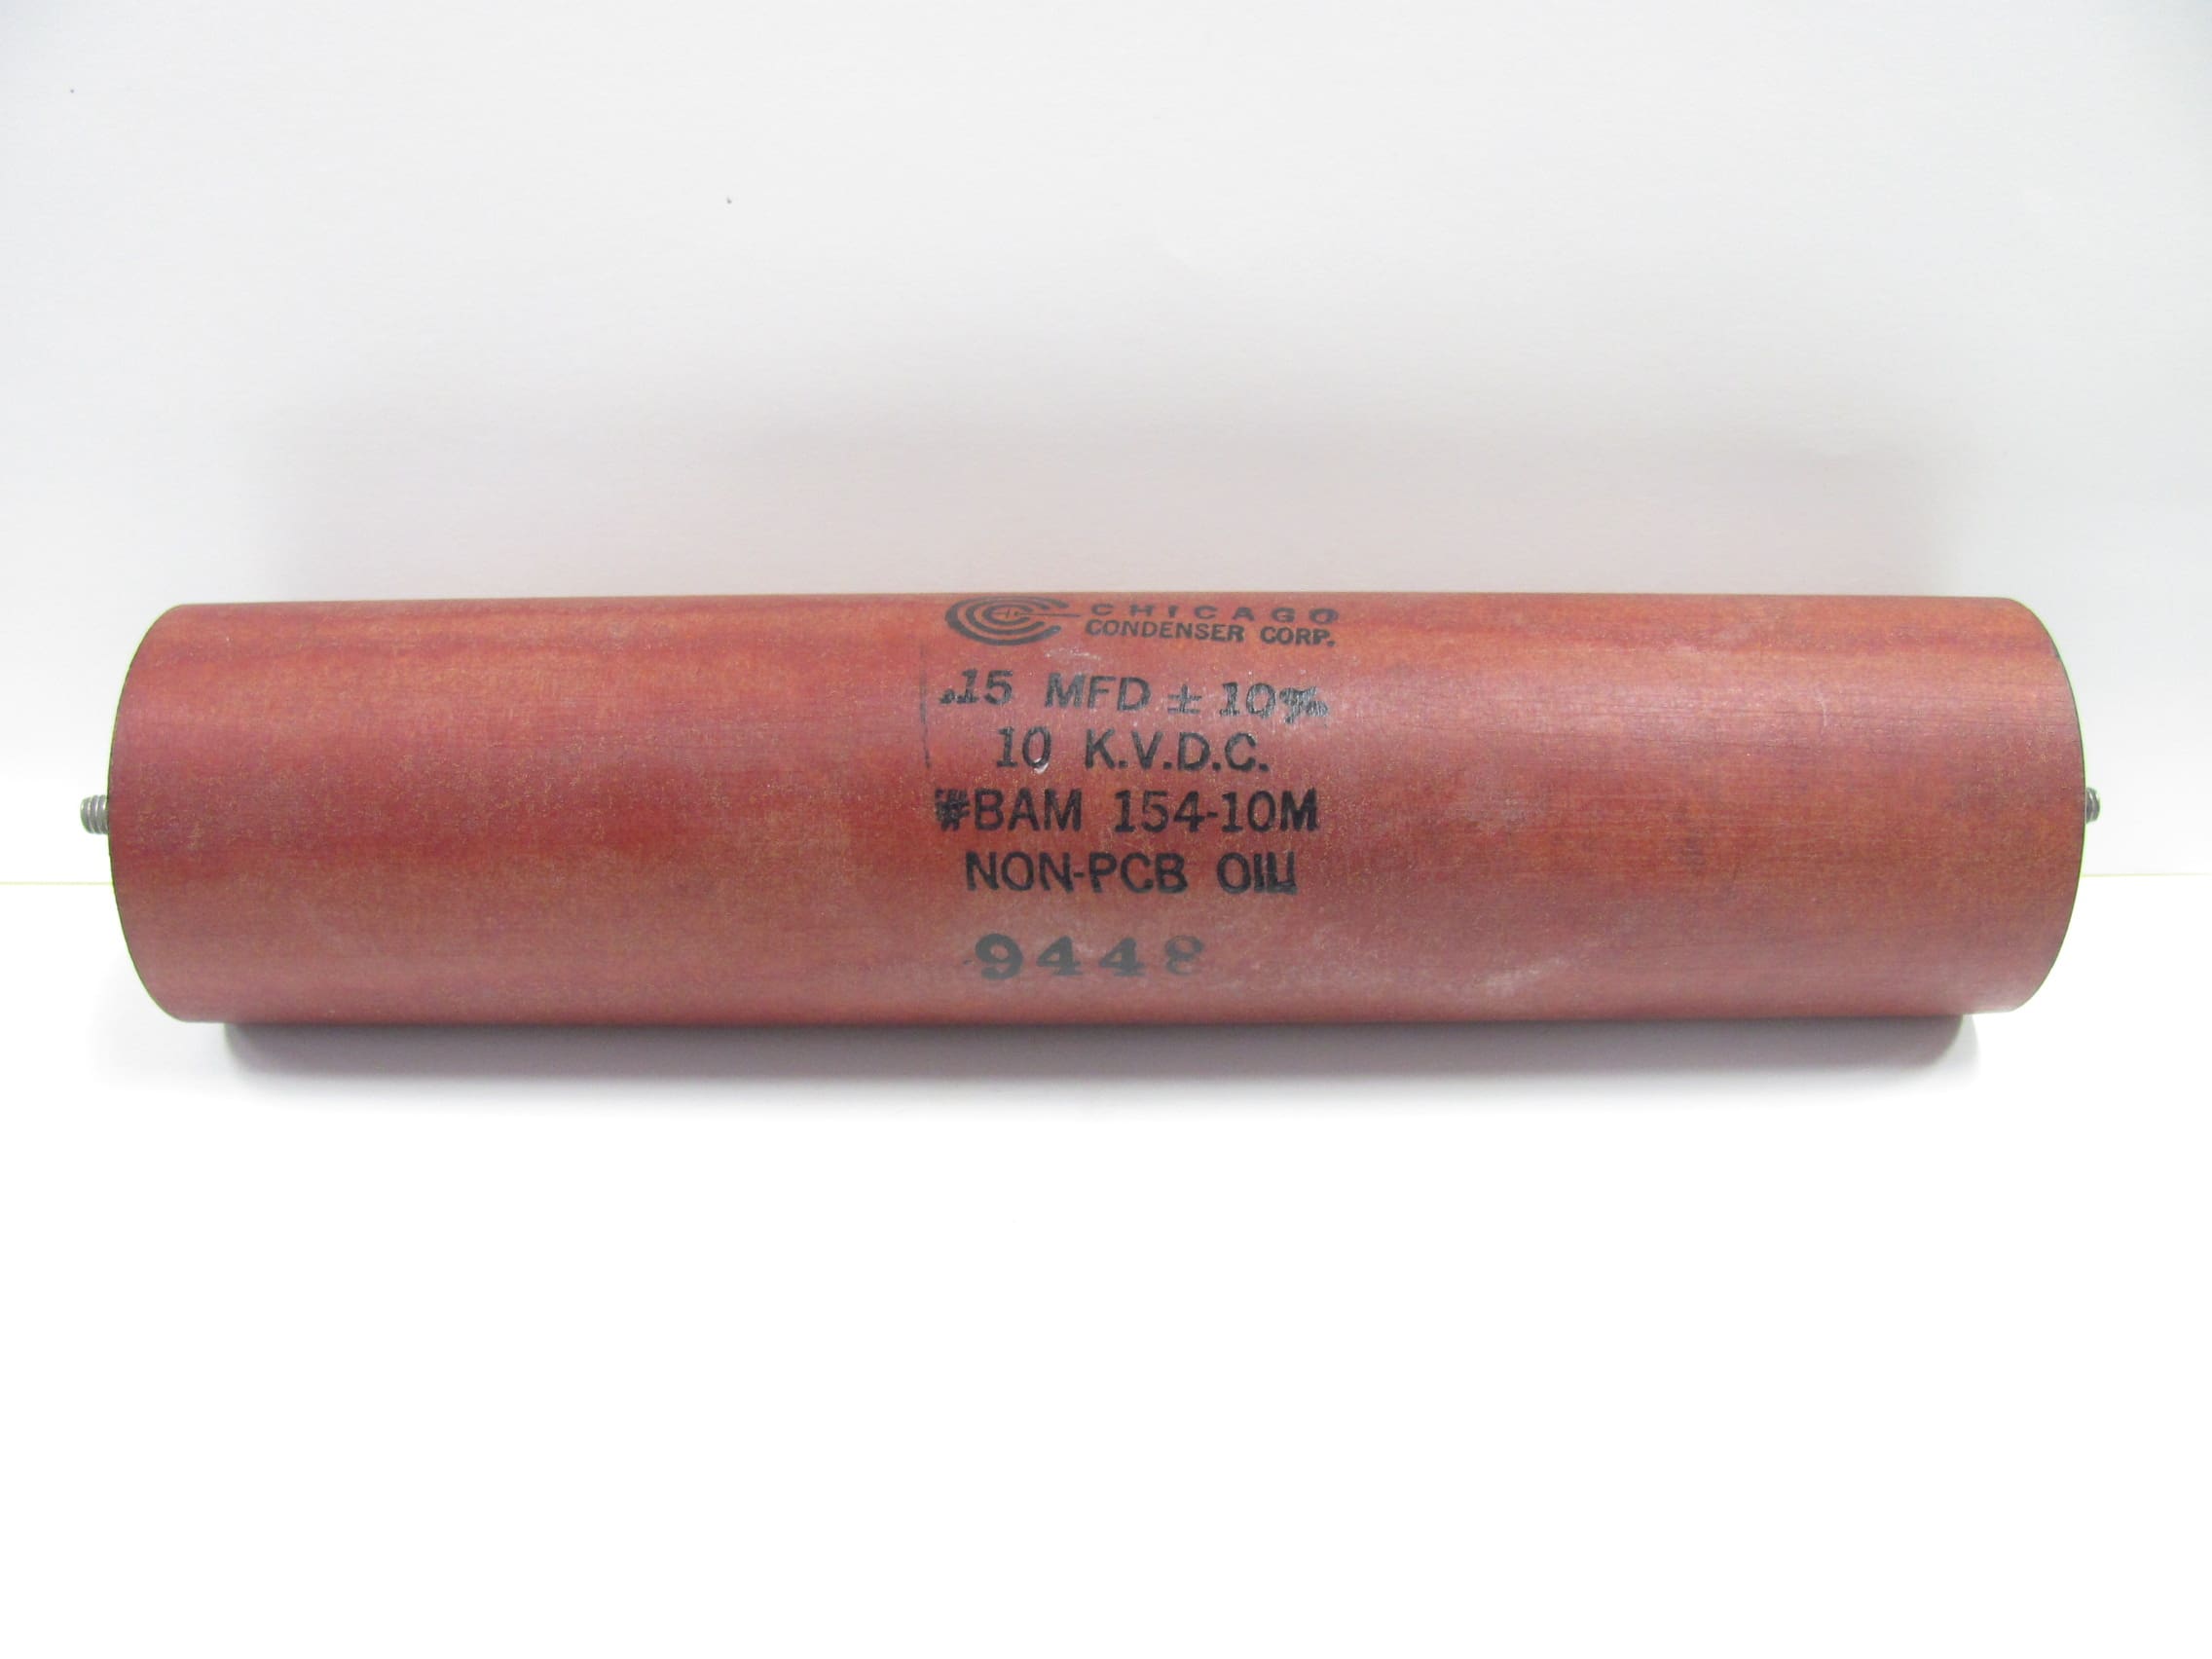 CHICAGO
CONDENSER CORP.
.15 MFD ± 10%
10 K.V.D.C.
#BAM 154-10M
NON-PCB OIL
9448